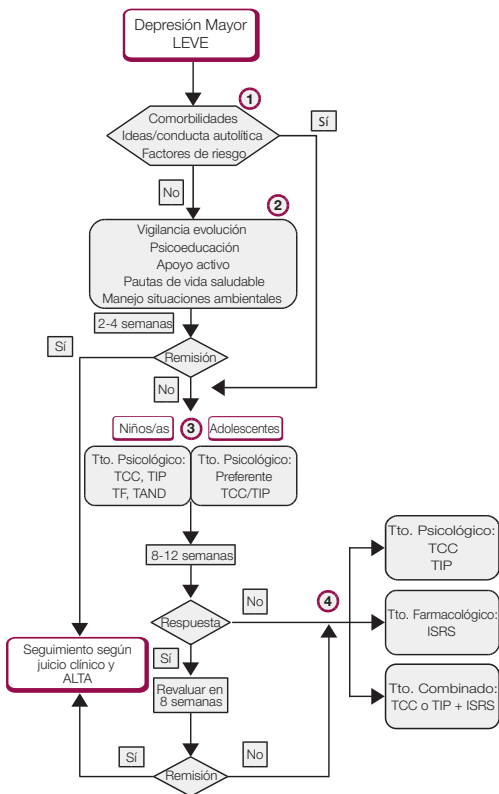 Depresión Mayor
LEVE
1
Comorbilidades
Ideas/conducta autolítica
Factores de riesgo
Sí
No
2
Vigilancia evolución
Psicoeducación
Apoyo activo
Pautas de vida saludable
Manejo situaciones ambientales
2-4 semanas
Sí
Remisión
No
Niños/as
3
Adolescentes
Tto. Psicológico:
TCC, TIP
TF, TAND
Tto. Psicológico:
Preferente
TCC/TIP
8-12 semanas
Respuesta
No
4
Tto. Psicológico:
TCC
TIP
Tto. Farmacológico:
ISRS
Tto. Combinado:
TCC o TIP + ISRS
Sí
Seguimiento según
juicio clínico y
ALTA
Revaluar en
8 semanas
Sí
Remisión
No